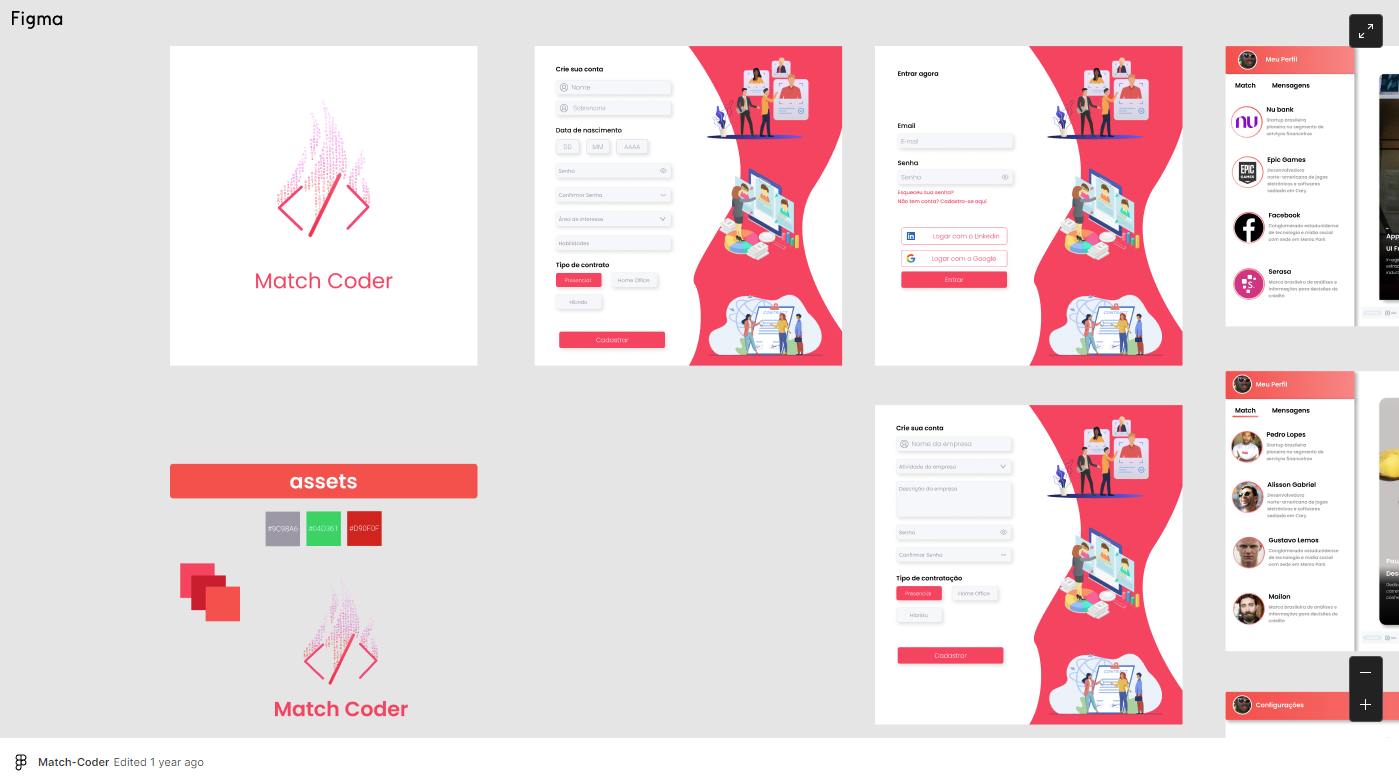 Figma
Match Coder
Crie sua conta
Nome
Sobrenome
Data de nascimento
DD
MM
AAAA
Senha
Confirmar Senha
Área de interesse
Habilidades
Tipo de contrato
Presencial
Home Office
Híbrido
Cadastrar
CONTRACT
Entrar agora
Email
E-mail
Senha
Senha
Esqueceu sua senha?
Não tem conta? Cadastra-se aqui
Logar com o Linkedin
Logar com o Google
Entrar
CONTRACT
Meu Perfil
Match
Mensagens
Nu bank
Startup brasileira
pioneira no segmento de
serviços financeiros
Epic Games
Desenvolvedora
norte-americana de jogos
eletrônicos e softwares
sediada em Cary.
Facebook
Conglomerado estadunidense
de tecnologia e mídia social
com sede em Menlo Park
Serasa
Marca brasileira de análises e
informações para decisões de
crédito
App
UI F
assets
#9C98A6
#04D361
#D90F0F
Match Coder
Crie sua conta
Nome da empresa
Atividade da empresa
Descrição da empresa
Senha
Confirmar Senha
Tipo de contratação
Presencial
Home Office
Híbrido
Cadastrar
CONTRACT
Meu Perfil
Match
Mensagens
Pedro Lopes
Startup brasileira
pioneira no segmento de
serviços financeiros
Alisson Gabriel
Desenvolvedora
norte-americana de jogos
eletrônicos e softwares
sediada em Cary.
Gustavo Lemos
Conglomerado estadunidense
de tecnologia e mídia social
com sede em Menlo Park
Mailon
Marca brasileira de análises e
informações para decisões de
crédito
Pau
Des
Configurações
Match-Coder Edited 1 year ago